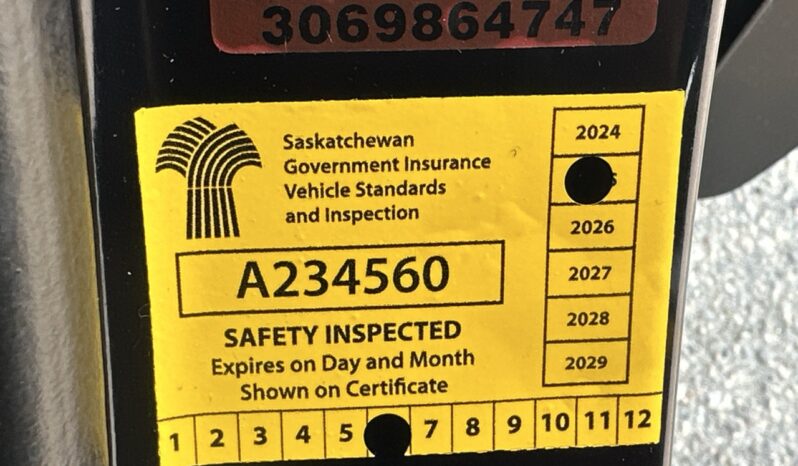 3069864747
Saskatchewan
Government Insurance
Vehicle Standards
and Inspection
A234560
SAFETY INSPECTED
Expires on Day and Month
Shown on Certificate
2024
2026
2027
2028
2029
1 2 3 4 5 7 8 9 10 11 12